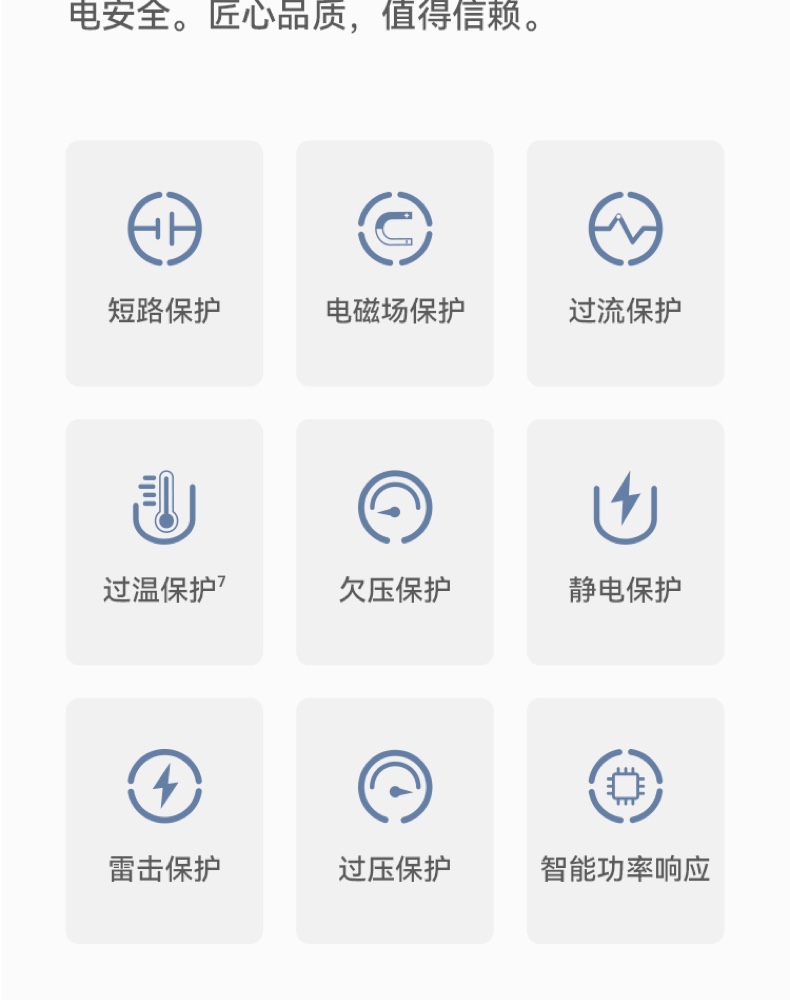 电安全。匠心品质，值得信赖。
短路保护
电磁场保护
过流保护
过温保护7
欠压保护
静电保护
雷击保护
过压保护
智能功率响应